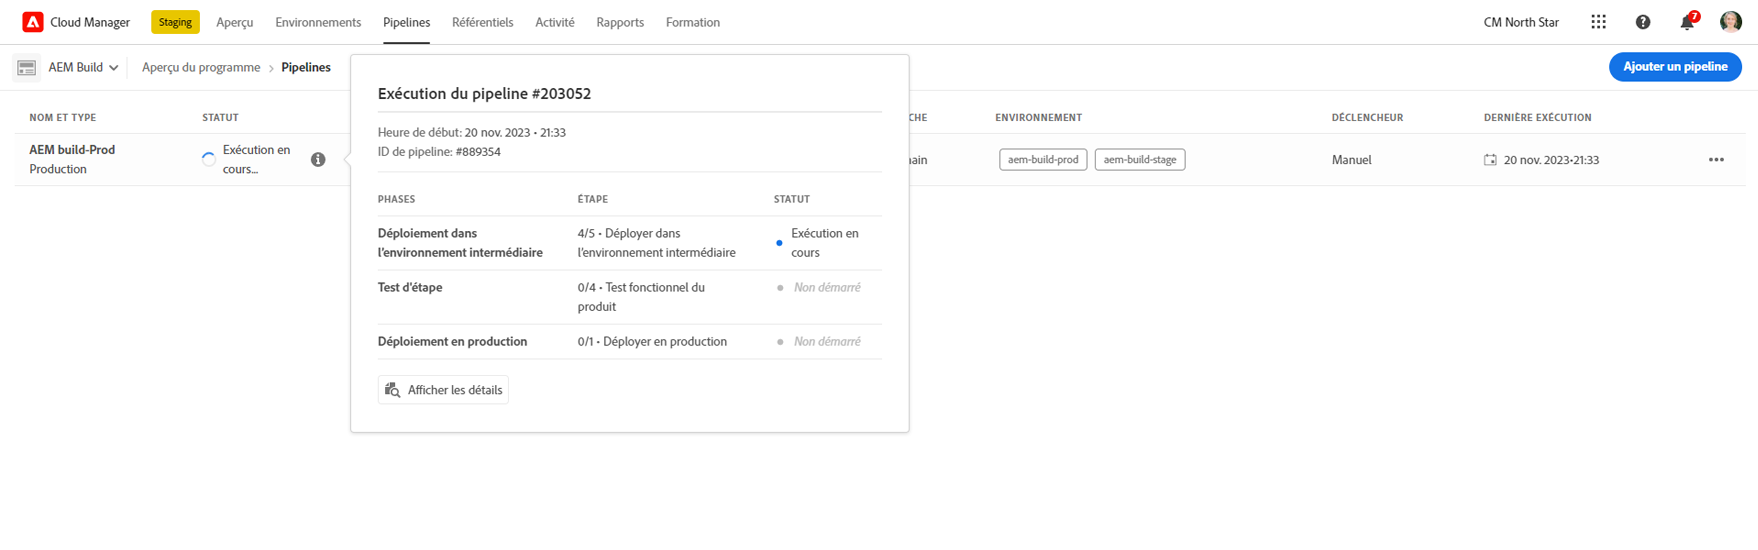 Cloud Manager Staging Aperçu Environnements Pipelines Référentiels Activité Rapports Formation CM North Star 7
AEM Build Aperçu du programme > Pipelines Ajouter un pipeline
NOM ET TYPE STATUT ENVIRONNEMENT DÉCLENCHEUR DERNIÈRE EXÉCUTION
AEM build-Prod
Production
Exécution en
cours...
aem-build-prod aem-build-stage Manuel 20 nov. 2023•21:33
Exécution du pipeline #203052
Heure de début: 20 nov. 2023 • 21:33
ID de pipeline: #889354
PHASES ÉTAPE STATUT
Déploiement dans
l’environnement intermédiaire
4/5 • Déployer dans
l’environnement intermédiaire
Exécution en
cours
Test d'étape
0/4 • Test fonctionnel du
produit
Non démarré
Déploiement en production 0/1 • Déployer en production Non démarré
Afficher les détails